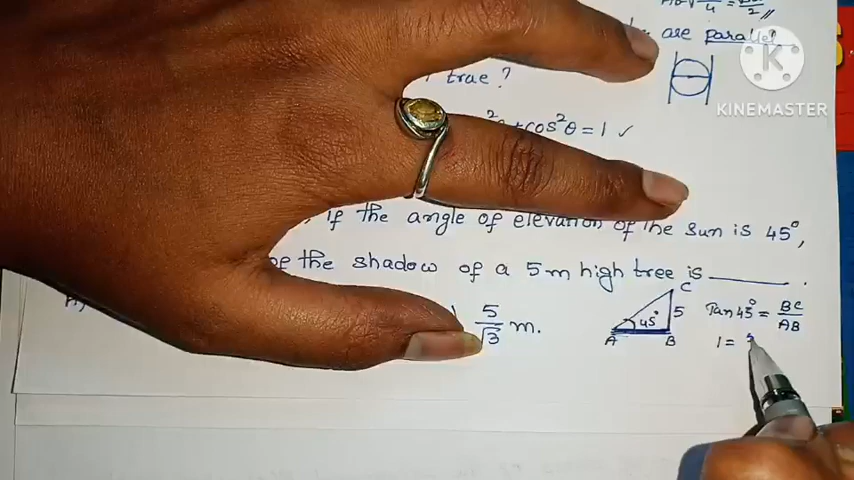 are parallel
KINEMASTER
true?
+cos²θ=1 ✓
if the angle of elevation of the Sun is 45°,
of the shadow of a 5m high tree is ______.
5/√3 m.
C
45° 5
A B
Tan 45° = BC/AB
1 =